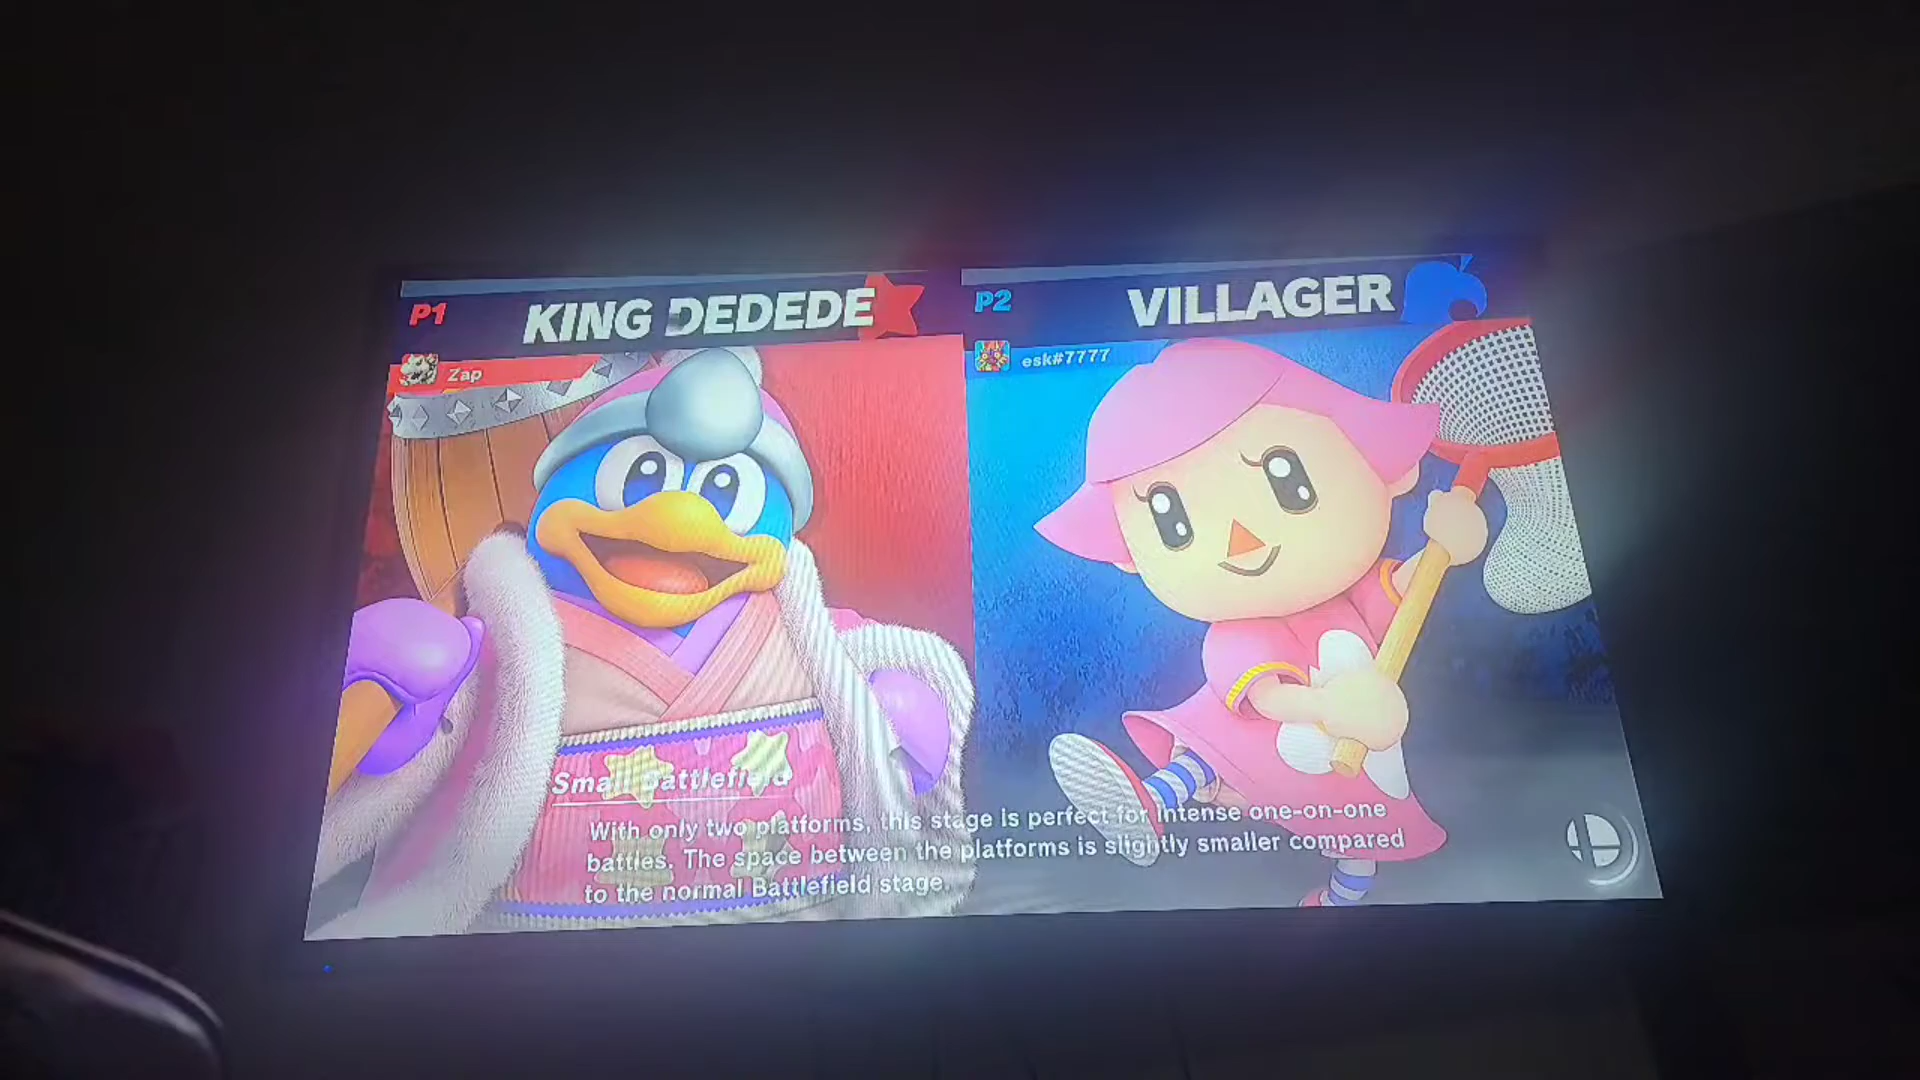 P1 KING DEDEDE
Zap
P2 VILLAGER
esk#7777
Small Battlefield
With only two platforms, this stage is perfect for intense one-on-one
battles. The space between the platforms is slightly smaller compared
to the normal Battlefield stage.